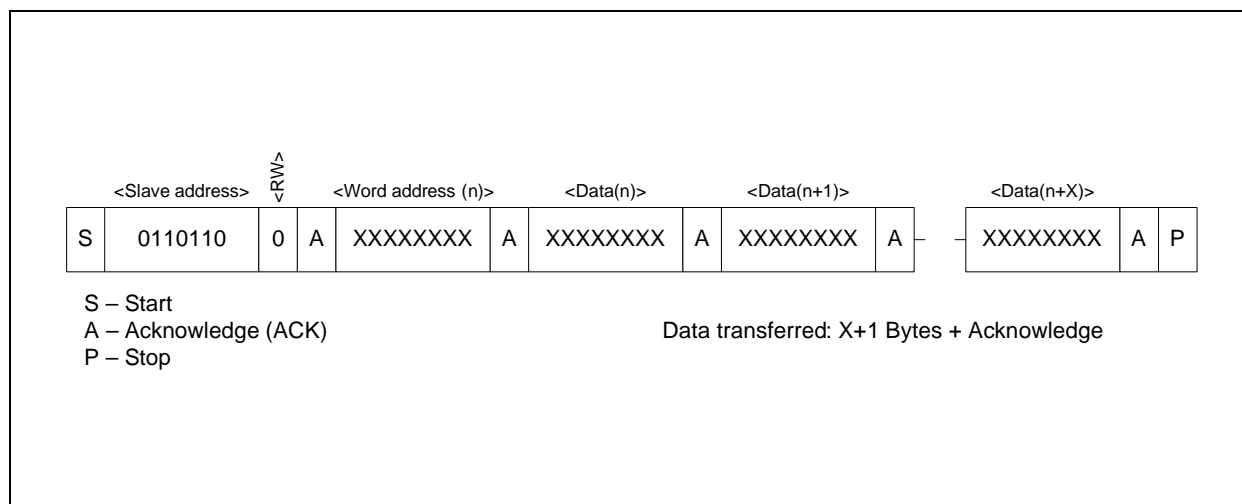 <Slave address> <RW> <Word address (n)> <Data(n)> <Data(n+1)> <Data(n+X)>
S 0110110 0 A XXXXXXXX A XXXXXXXX A XXXXXXXX A XXXXXXXX A P
S – Start
A – Acknowledge (ACK) Data transferred: X+1 Bytes + Acknowledge
P – Stop